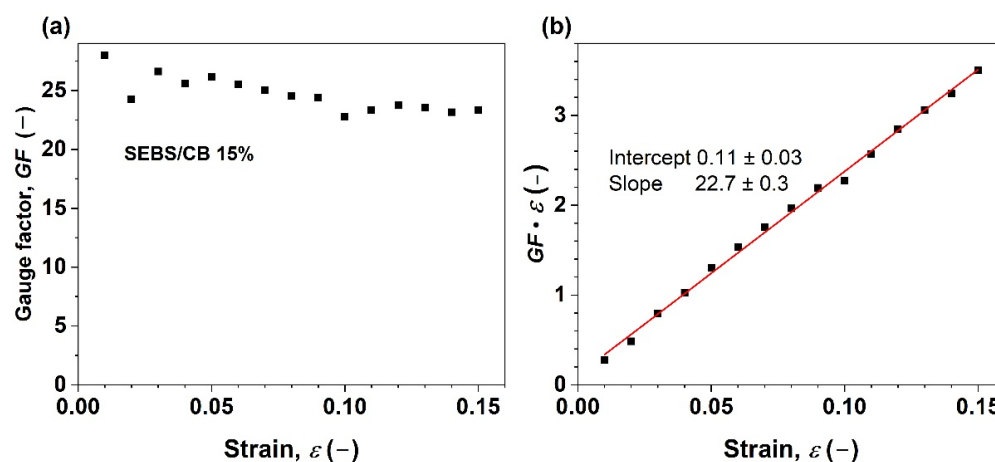 (a)
Gauge factor, GF (−)
25
20
15
10
5
0
SEBS/CB 15%
0.00
0.05
0.10
0.15
Strain, ε (−)
(b)
GF • ε (−)
3
2
1
0
Intercept 0.11 ± 0.03
Slope 22.7 ± 0.3
0.00
0.05
0.10
0.15
Strain, ε (−)